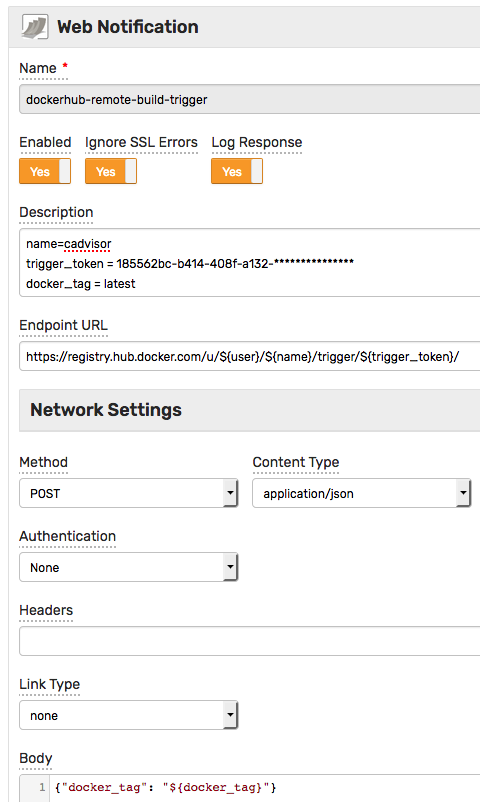 Web Notification
Name *
dockerhub-remote-build-trigger
Enabled Ignore SSL Errors Log Response
Yes Yes Yes
Description
name=cadvisor
trigger_token = 185562bc-b414-408f-a132-***************
docker_tag = latest
Endpoint URL
https://registry.hub.docker.com/u/${user}/${name}/trigger/${trigger_token}/
Network Settings
Method Content Type
POST application/json
Authentication
None
Headers
Link Type
none
Body
1 {"docker_tag": "${docker_tag}"}